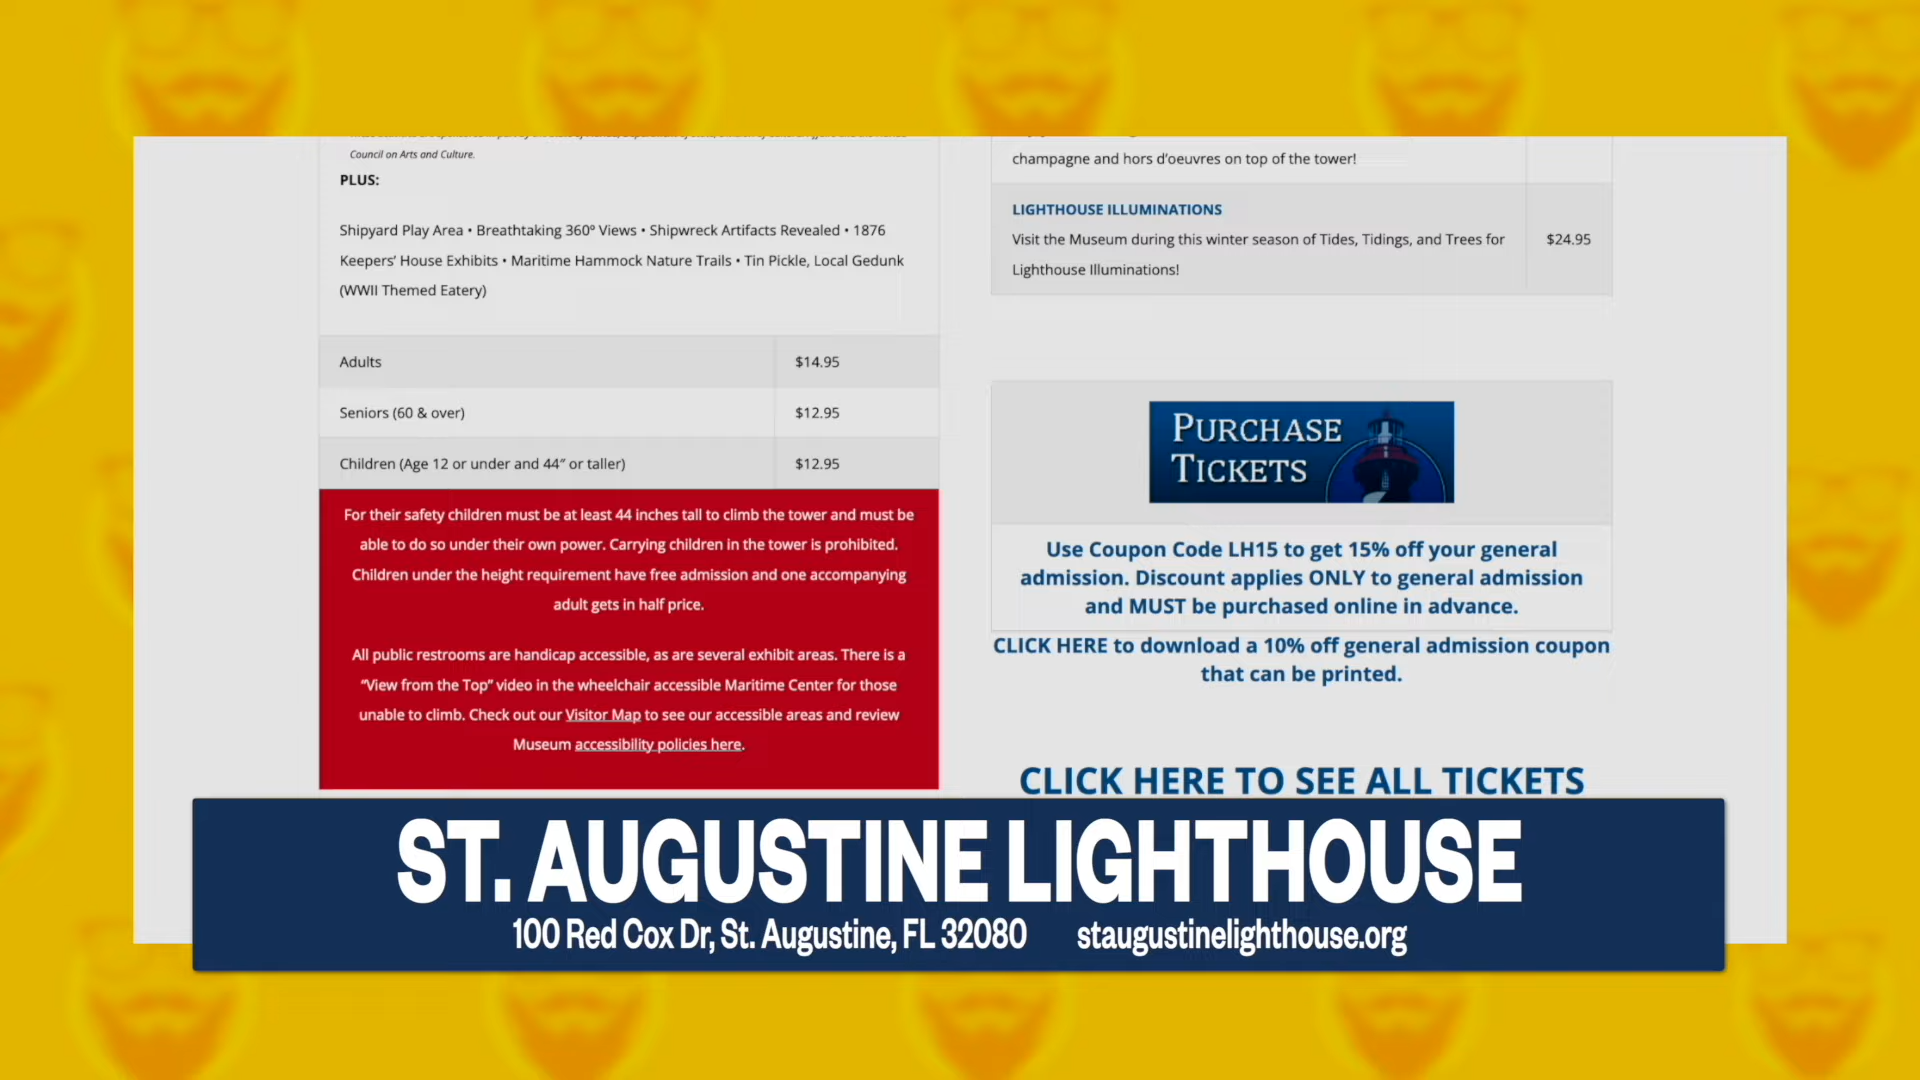 Council on Arts and Culture.
PLUS:
Shipyard Play Area • Breathtaking 360° Views • Shipwreck Artifacts Revealed • 1876
Keepers’ House Exhibits • Maritime Hammock Nature Trails • Tin Pickle, Local Gedunk
(WWII Themed Eatery)
Adults $14.95
Seniors (60 & over) $12.95
Children (Age 12 or under and 44″ or taller) $12.95
For their safety children must be at least 44 inches tall to climb the tower and must be
able to do so under their own power. Carrying children in the tower is prohibited.
Children under the height requirement have free admission and one accompanying
adult gets in half price.
All public restrooms are handicap accessible, as are several exhibit areas. There is a
“View from the Top” video in the wheelchair accessible Maritime Center for those
unable to climb. Check out our Visitor Map to see our accessible areas and review
Museum accessibility policies here.
champagne and hors d’oeuvres on top of the tower!
LIGHTHOUSE ILLUMINATIONS
Visit the Museum during this winter season of Tides, Tidings, and Trees for
Lighthouse Illuminations!
$24.95
PURCHASE
TICKETS
Use Coupon Code LH15 to get 15% off your general
admission. Discount applies ONLY to general admission
and MUST be purchased online in advance.
CLICK HERE to download a 10% off general admission coupon
that can be printed.
CLICK HERE TO SEE ALL TICKETS
ST. AUGUSTINE LIGHTHOUSE
100 Red Cox Dr, St. Augustine, FL 32080 staugustinelighthouse.org